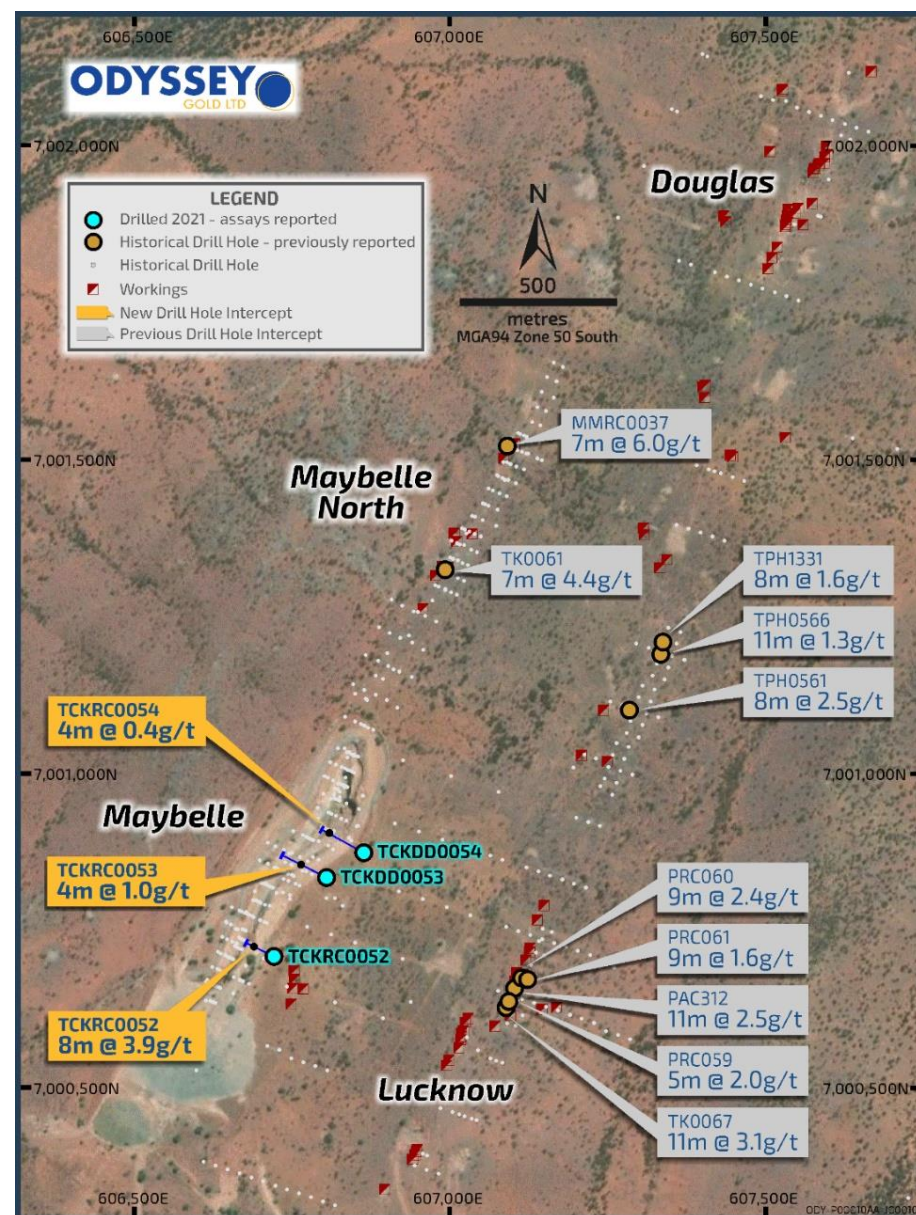 606,500E
607,000E
607,500E
ODYSSEY
GOLD LTD
7,002,000N
7,002,000N
Douglas
LEGEND
Drilled 2021 - assays reported
Historical Drill Hole - previously reported
Historical Drill Hole
Workings
New Drill Hole Intercept
Previous Drill Hole Intercept
N
500
metres
MGA94 Zone 50 South
MMRC0037
7m @ 6.0g/t
7,001,500N
7,001,500N
Maybelle
North
TK0061
7m @ 4.4g/t
TPH1331
8m @ 1.6g/t
TPH0566
11m @ 1.3g/t
TPH0561
8m @ 2.5g/t
TCKRC0054
4m @ 0.4g/t
7,001,000N
7,001,000N
Maybelle
TCKDD0054
TCKRC0053
4m @ 1.0g/t
TCKDD0053
PRC060
9m @ 2.4g/t
PRC061
9m @ 1.6g/t
TCKRC0052
PAC312
11m @ 2.5g/t
TCKRC0052
8m @ 3.9g/t
PRC059
5m @ 2.0g/t
Lucknow
7,000,500N
7,000,500N
TK0067
11m @ 3.1g/t
606,500E
607,000E
607,500E